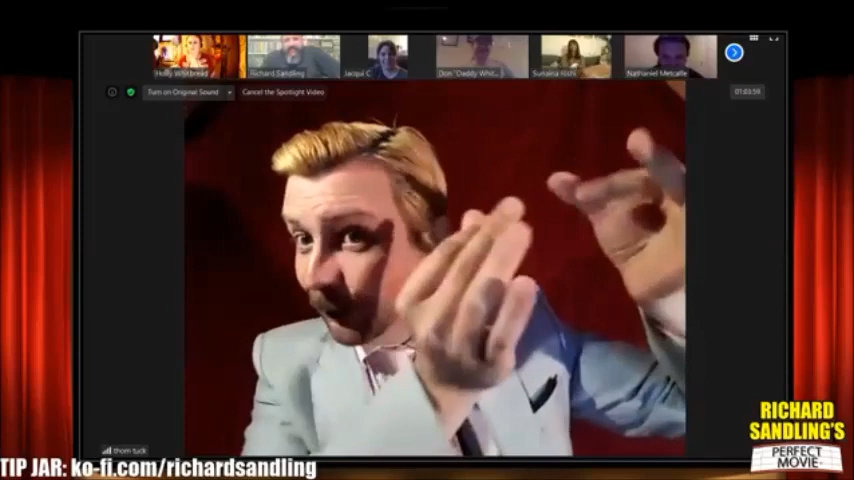 Holly Whitbread
Richard Sandling
Jacqui C
Don "Daddy Whit...
Nathaniel Metcalfe
Turn on Original Sound
Cancel the Spotlight Video
01:03:59
thom tuck
RICHARD
SANDLING'S
PERFECT
MOVIE
TIP JAR: ko-fi.com/richardsandling